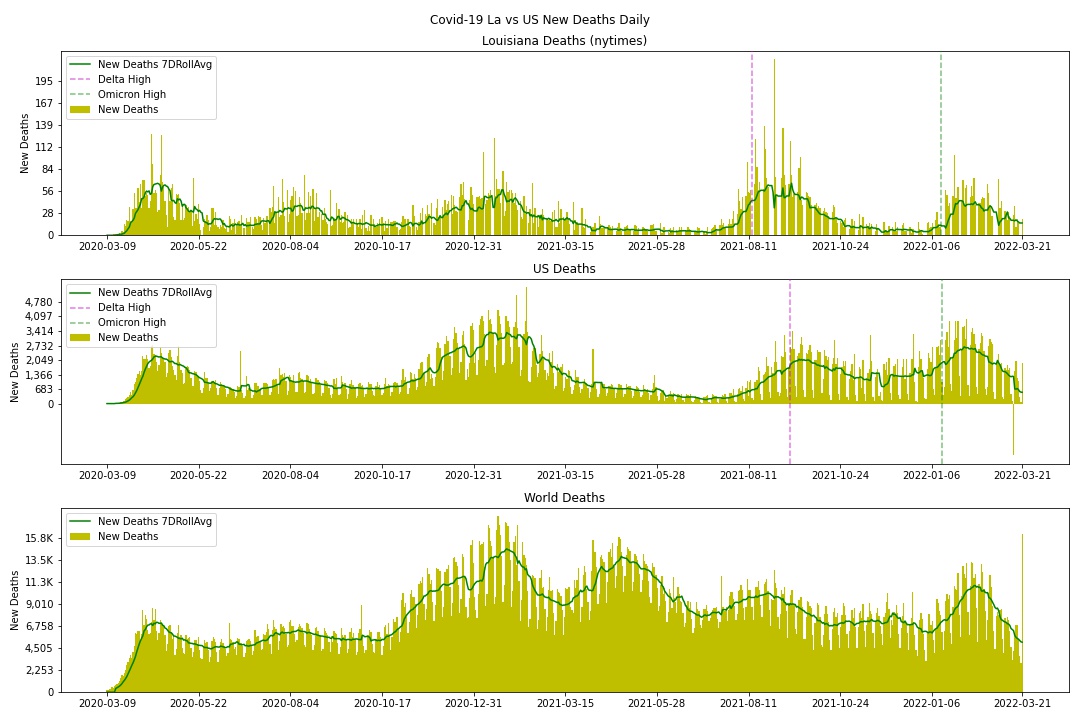 Covid-19 La vs US New Deaths Daily
Louisiana Deaths (nytimes)
New Deaths 7DRollAvg
Delta High
Omicron High
New Deaths
New Deaths
195
167
139
112
84
56
28
0
2020-03-09 2020-05-22 2020-08-04 2020-10-17 2020-12-31 2021-03-15 2021-05-28 2021-08-11 2021-10-24 2022-01-06 2022-03-21
US Deaths
New Deaths 7DRollAvg
Delta High
Omicron High
New Deaths
New Deaths
4,780
4,097
3,414
2,732
2,049
1,366
683
0
2020-03-09 2020-05-22 2020-08-04 2020-10-17 2020-12-31 2021-03-15 2021-05-28 2021-08-11 2021-10-24 2022-01-06 2022-03-21
World Deaths
New Deaths 7DRollAvg
New Deaths
New Deaths
15.8K
13.5K
11.3K
9,010
6,758
4,505
2,253
0
2020-03-09 2020-05-22 2020-08-04 2020-10-17 2020-12-31 2021-03-15 2021-05-28 2021-08-11 2021-10-24 2022-01-06 2022-03-21